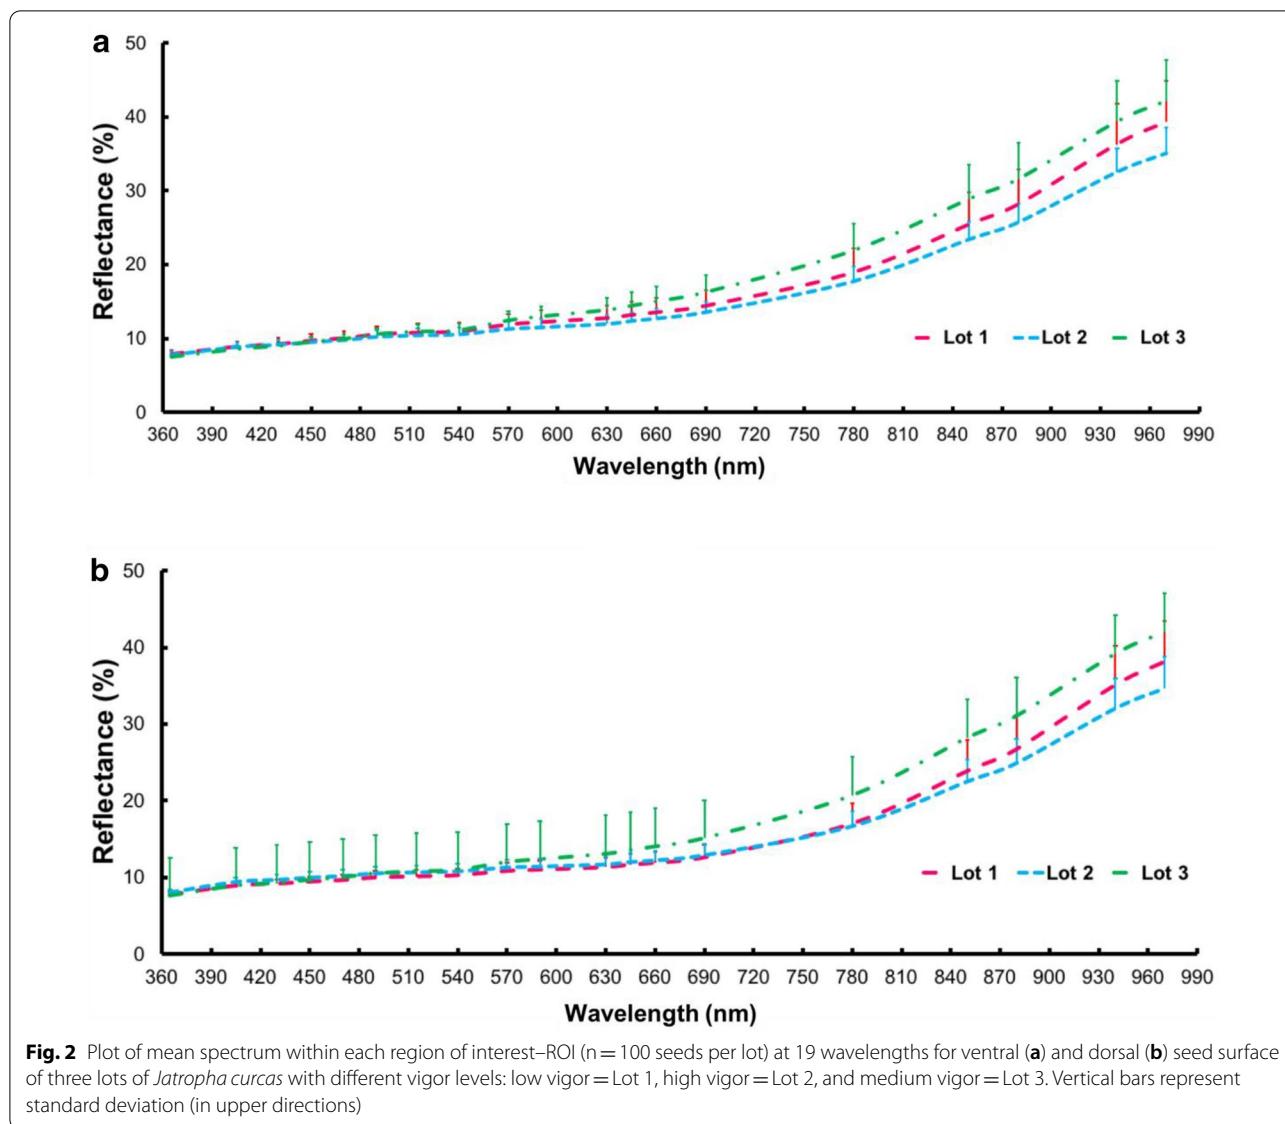 a
50
40
30
20
10
0
Reflectance (%)
Lot 1 Lot 2 Lot 3
360 390 420 450 480 510 540 570 600 630 660 690 720 750 780 810 840 870 900 930 960 990
Wavelength (nm)
b
50
40
30
20
10
0
Reflectance (%)
Lot 1 Lot 2 Lot 3
360 390 420 450 480 510 540 570 600 630 660 690 720 750 780 810 840 870 900 930 960 990
Wavelength (nm)
Fig. 2 Plot of mean spectrum within each region of interest–ROI (n = 100 seeds per lot) at 19 wavelengths for ventral (a) and dorsal (b) seed surface
of three lots of Jatropha curcas with different vigor levels: low vigor = Lot 1, high vigor = Lot 2, and medium vigor = Lot 3. Vertical bars represent
standard deviation (in upper directions)